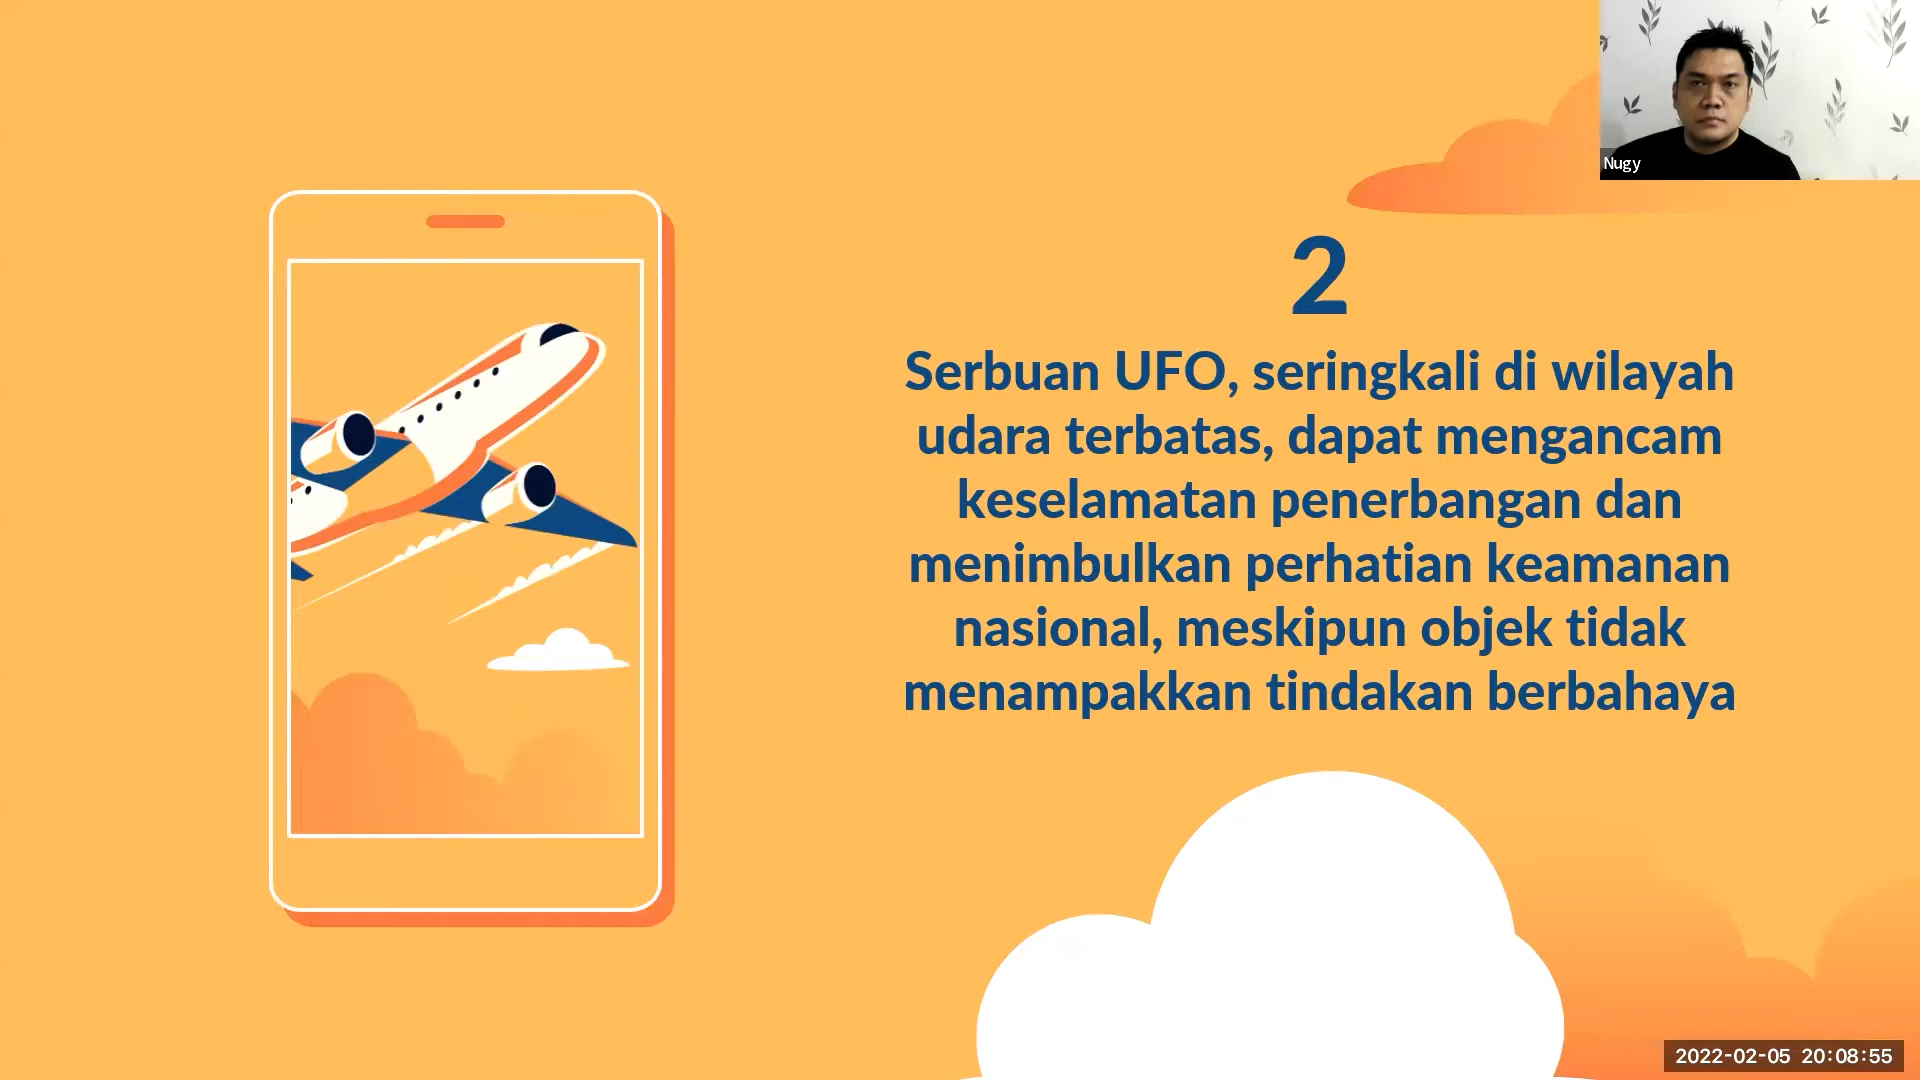 Nugy
2
Serbuan UFO, seringkali di wilayah
udara terbatas, dapat mengancam
keselamatan penerbangan dan
menimbulkan perhatian keamanan
nasional, meskipun objek tidak
menampakkan tindakan berbahaya
2022-02-05 20:08:55